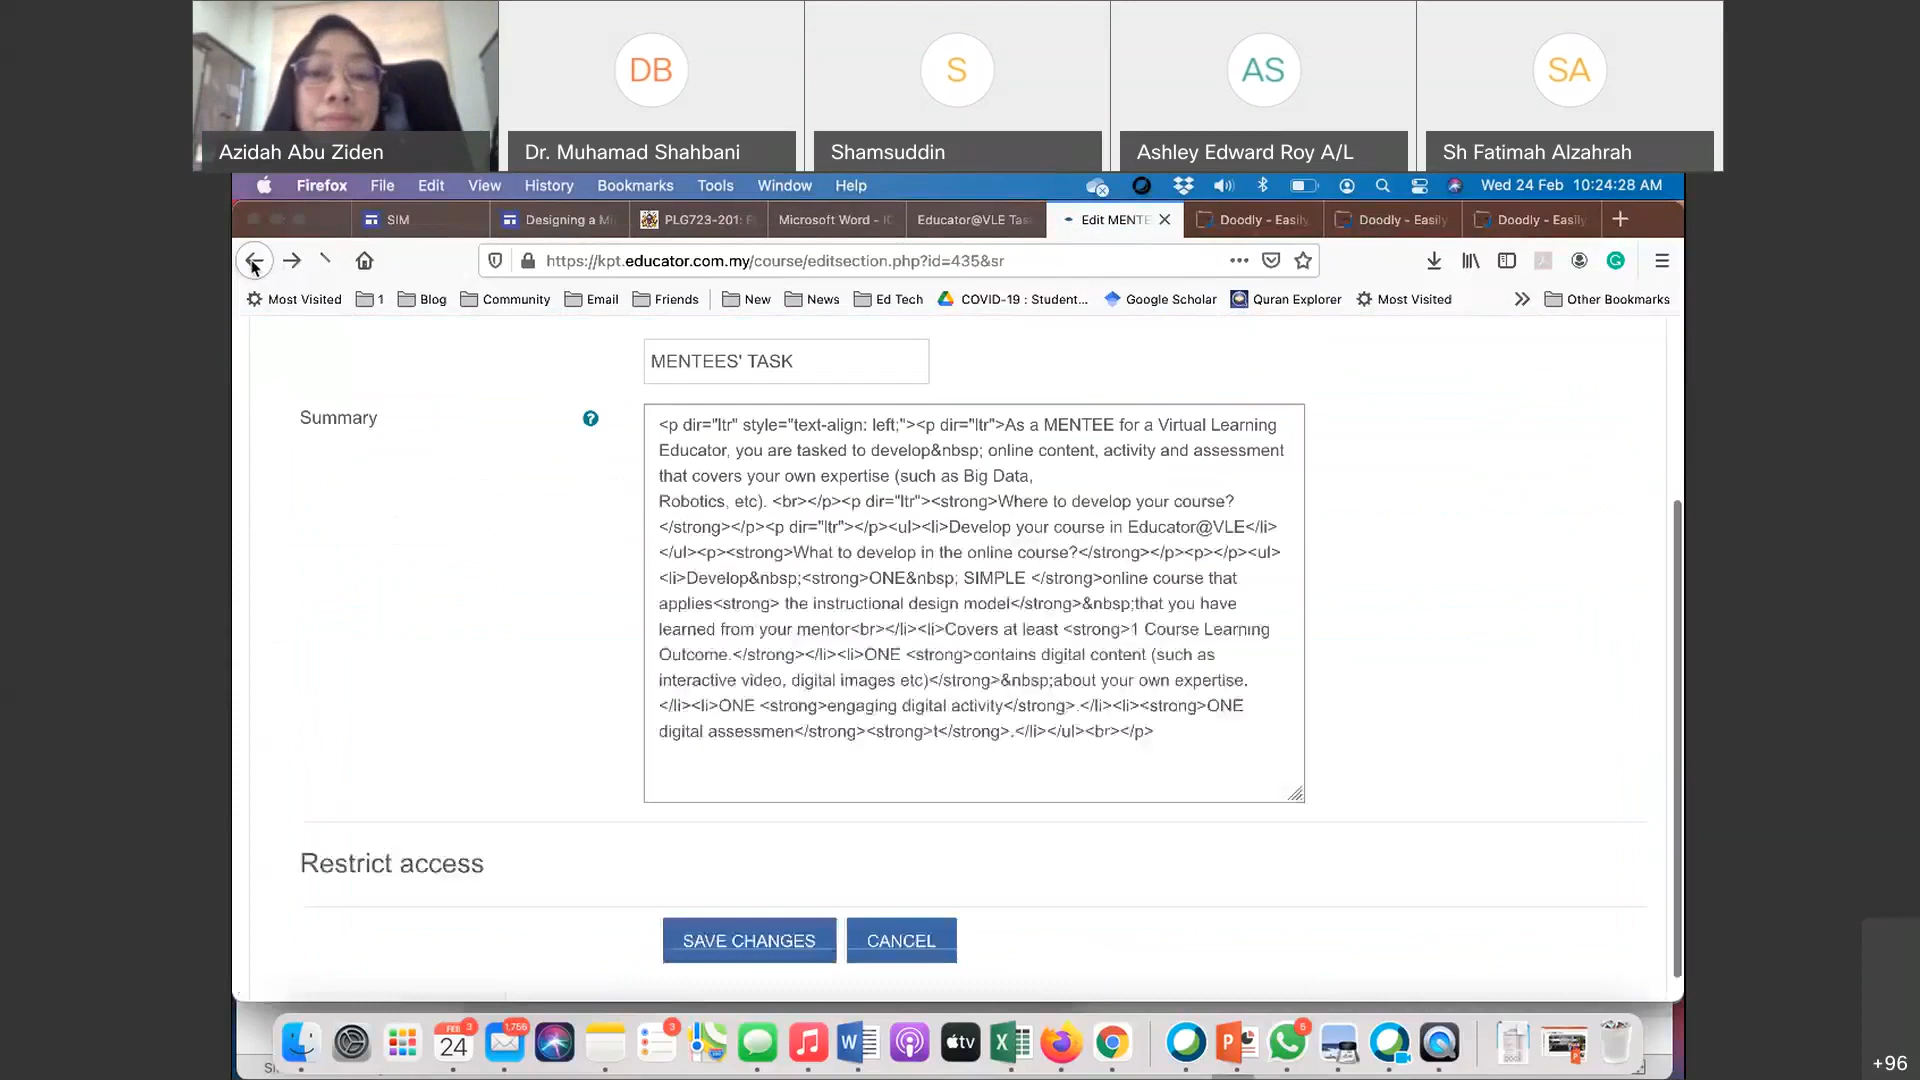 DB
S
AS
SA
Azidah Abu Ziden
Dr. Muhamad Shahbani
Shamsuddin
Ashley Edward Roy A/L
Sh Fatimah Alzahrah
Firefox File Edit View History Bookmarks Tools Window Help
Wed 24 Feb 10:24:28 AM
SIM
Designing a Mu
PLG723-201:
Microsoft Word -
Educator@VLE Tas
Edit MENTE
Doodly - Easily
Doodly - Easily
Doodly - Easily
https://kpt.educator.com.my/course/editsection.php?id=435&sr
Most Visited
1
Blog
Community
Email
Friends
New
News
Ed Tech
COVID-19 : Student...
Google Scholar
Quran Explorer
Most Visited
Other Bookmarks
MENTEES' TASK
Summary
<p dir="ltr" style="text-align: left;"><p dir="ltr">As a MENTEE for a Virtual Learning
Educator, you are tasked to develop&nbsp; online content, activity and assessment
that covers your own expertise (such as Big Data,
Robotics, etc). <br></p><p dir="ltr"><strong>Where to develop your course?
</strong></p><p dir="ltr"></p><ul><li>Develop your course in Educator@VLE</li>
</ul><p><strong>What to develop in the online course?</strong></p><p></p><ul>
<li>Develop&nbsp;<strong>ONE&nbsp; SIMPLE </strong>online course that
applies<strong> the instructional design model</strong>&nbsp;that you have
learned from your mentor<br></li><li>Covers at least <strong>1 Course Learning
Outcome.</strong></li><li>ONE <strong>contains digital content (such as
interactive video, digital images etc)</strong>&nbsp;about your own expertise.
</li><li>ONE <strong>engaging digital activity</strong>.</li><li><strong>ONE
digital assessmen</strong><strong>t</strong>.</li></ul><br></p>
Restrict access
SAVE CHANGES
CANCEL
FEB
24
3
1,756
3
tv
6
+96